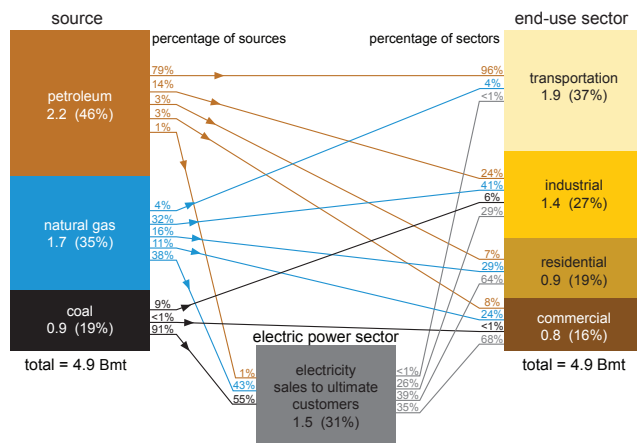 source
end-use sector
percentage of sources
percentage of sectors
petroleum
2.2 (46%)
79%
14%
3%
3%
1%
natural gas
1.7 (35%)
4%
32%
16%
11%
38%
coal
0.9 (19%)
9%
<1%
91%
total = 4.9 Bmt
electric power sector
1%
43%
55%
electricity
sales to ultimate
customers
1.5 (31%)
<1%
26%
39%
35%
96%
4%
<1%
transportation
1.9 (37%)
24%
41%
6%
29%
industrial
1.4 (27%)
7%
29%
64%
residential
0.9 (19%)
8%
24%
<1%
68%
commercial
0.8 (16%)
total = 4.9 Bmt